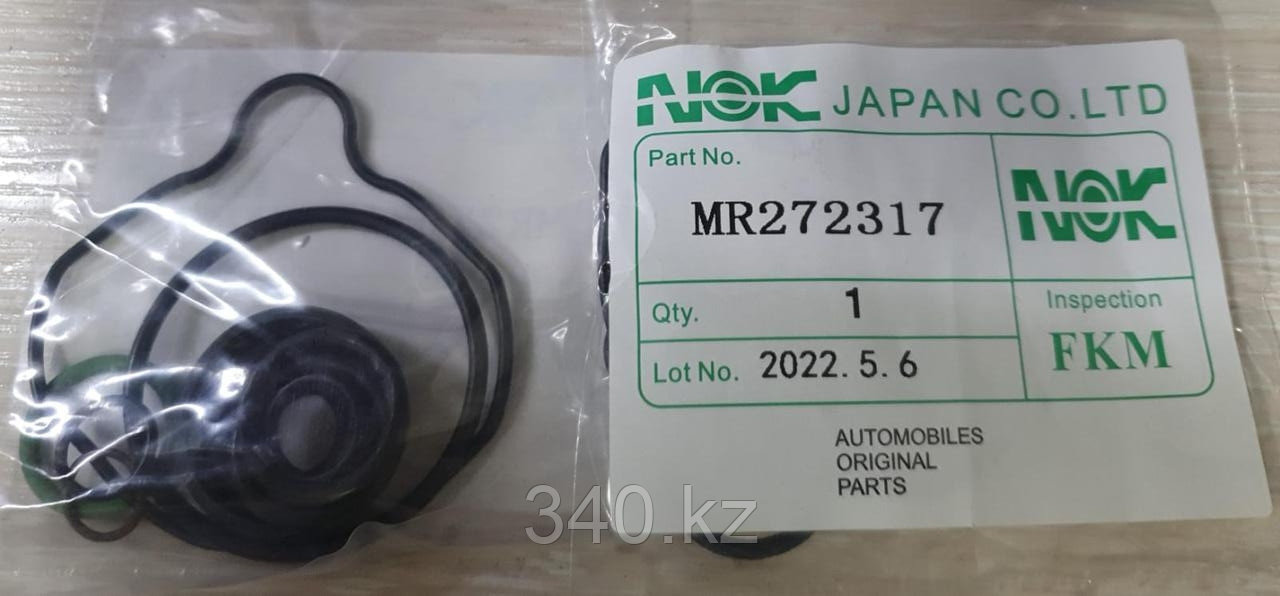 NOK JAPAN CO.LTD
Part No.
MR272317
NOK
Qty. 1
Inspection
FKM
Lot No. 2022.5.6
AUTOMOBILES
ORIGINAL
PARTS
340.kz